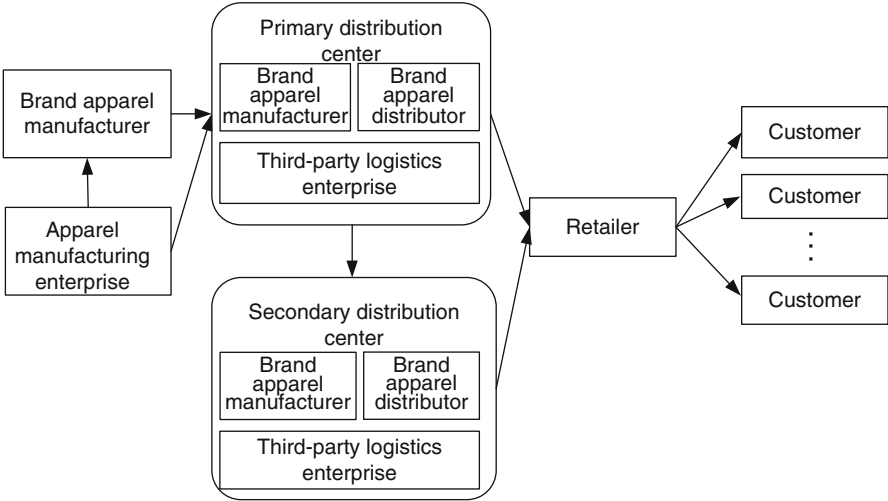 Brand apparel
manufacturer
Apparel
manufacturing
enterprise
Primary distribution
center
Brand
apparel
manufacturer
Brand
apparel
distributor
Third-party logistics
enterprise
Secondary distribution
center
Brand
apparel
manufacturer
Brand
apparel
distributor
Third-party logistics
enterprise
Retailer
Customer
Customer
Customer